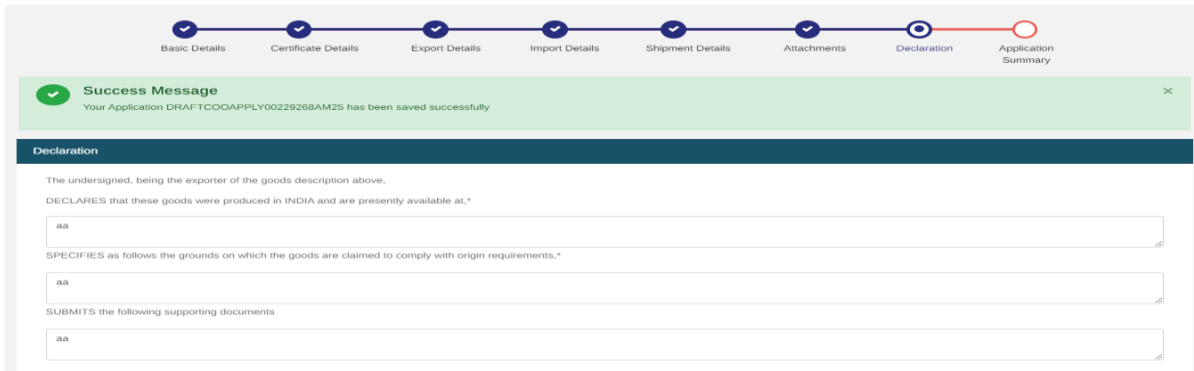 Basic Details
Certificate Details
Export Details
Import Details
Shipment Details
Attachments
Declaration
Application
Summary
Success Message
×
Your Application DRAFTCOOAPPLY00229268AM25 has been saved successfully
Declaration
The undersigned, being the exporter of the goods description above,
DECLARES that these goods were produced in INDIA and are presently available at,*
aa
SPECIFIES as follows the grounds on which the goods are claimed to comply with origin requirements,*
aa
SUBMITS the following supporting documents
aa